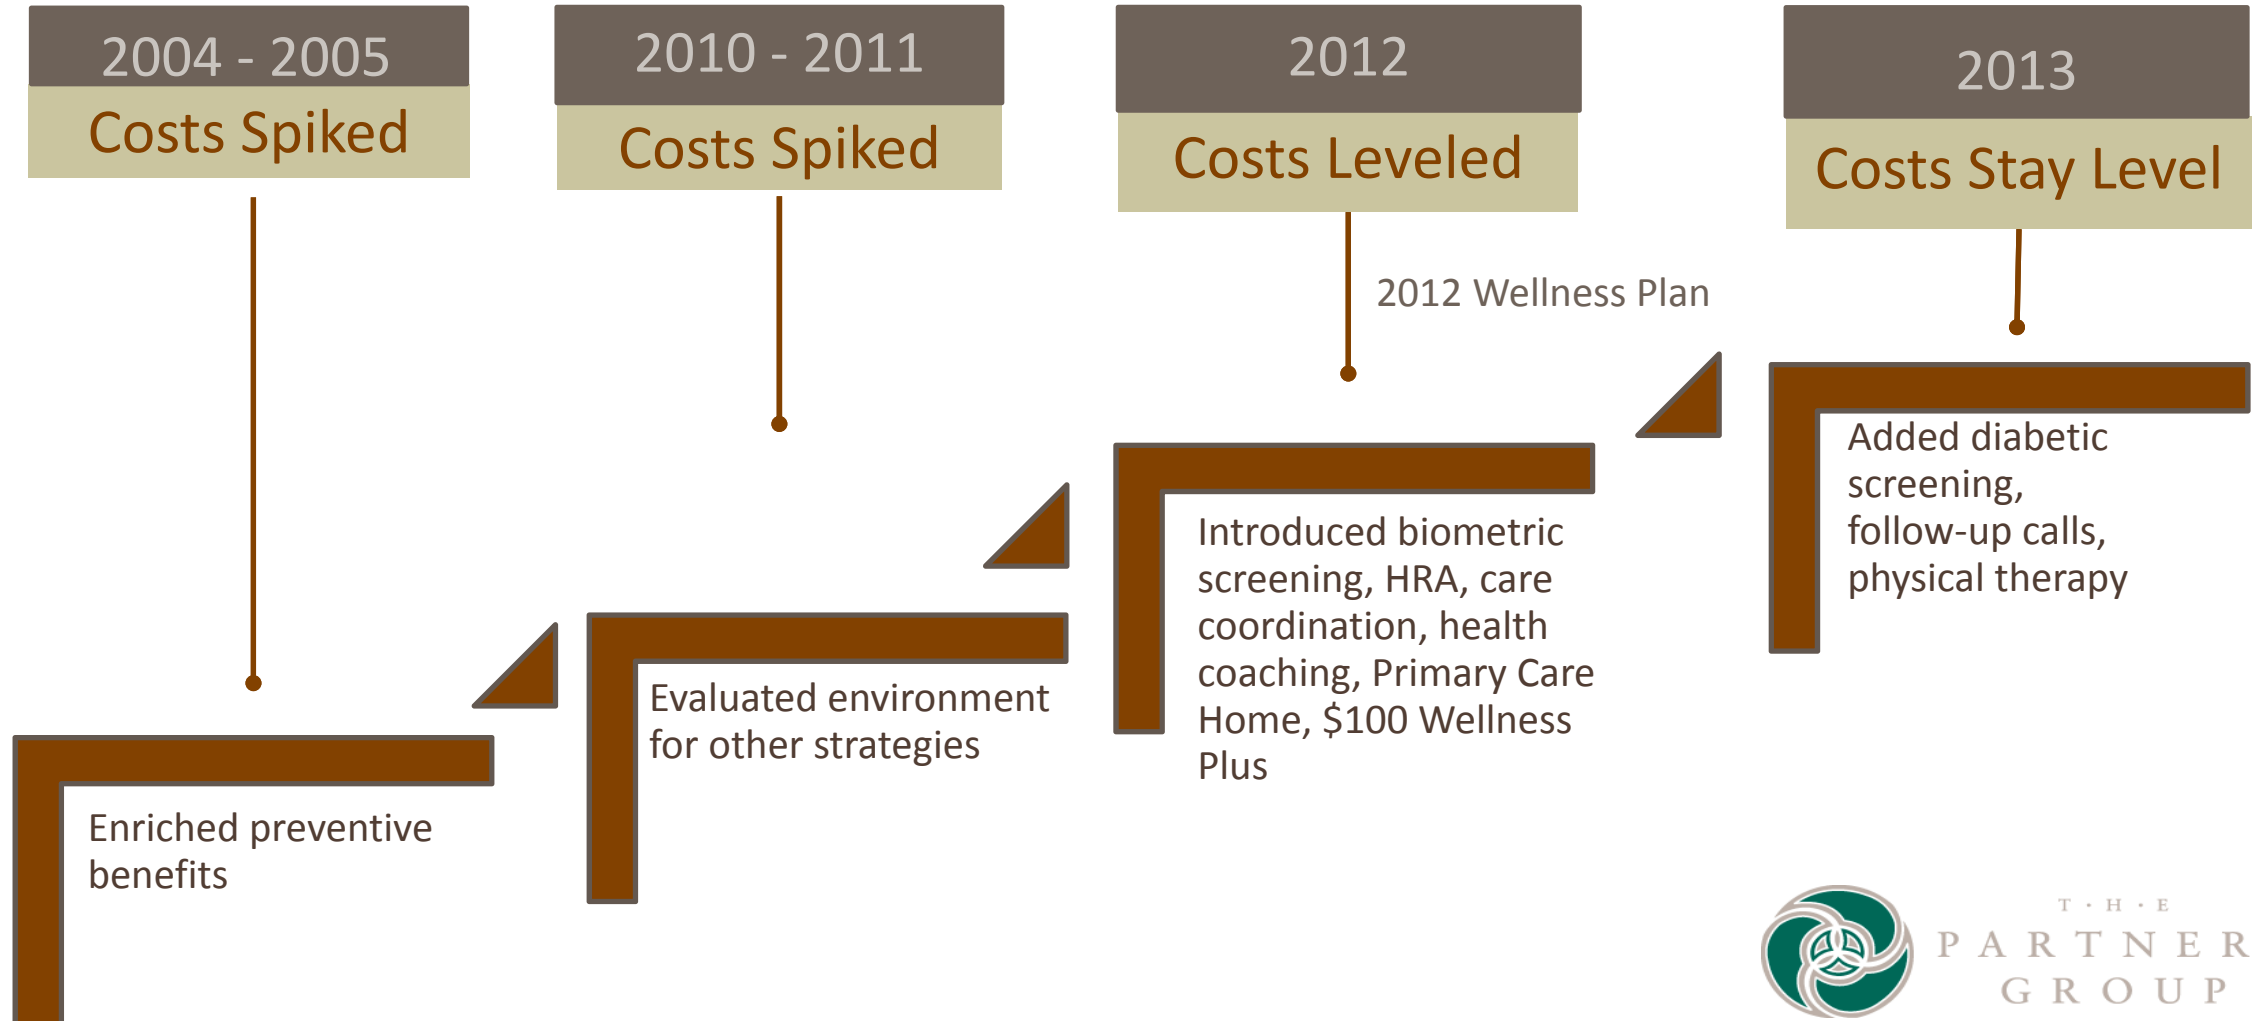 2004 - 2005
Costs Spiked
Enriched preventive
benefits
2010 - 2011
Costs Spiked
Evaluated environment
for other strategies
2012
Costs Leveled
2012 Wellness Plan
Introduced biometric
screening, HRA, care
coordination, health
coaching, Primary Care
Home, $100 Wellness
Plus
2013
Costs Stay Level
Added diabetic
screening,
follow-up calls,
physical therapy
T · H · E
PARTNER
GROUP